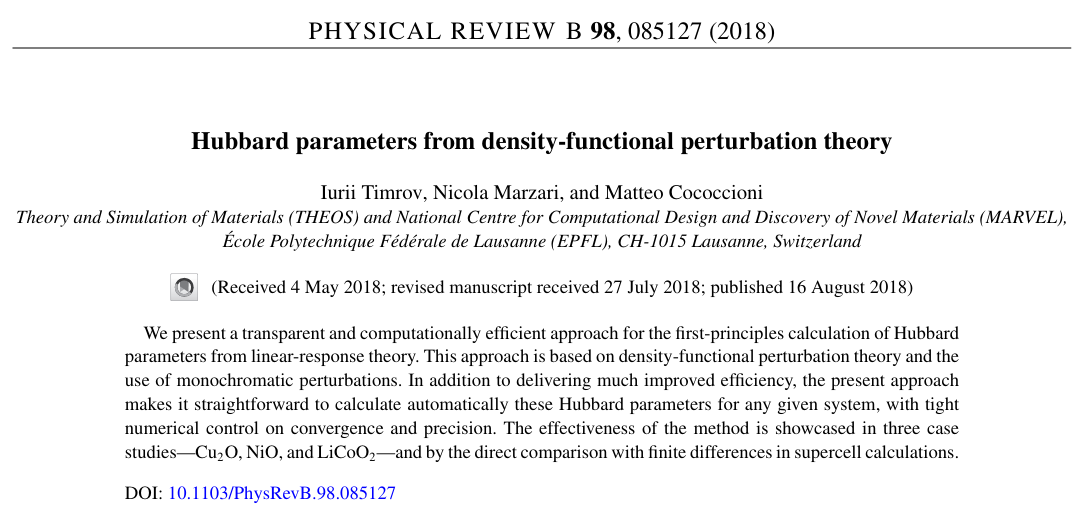 PHYSICAL REVIEW B 98, 085127 (2018)
Hubbard parameters from density-functional perturbation theory
Iurii Timrov, Nicola Marzari, and Matteo Cococcioni
Theory and Simulation of Materials (THEOS) and National Centre for Computational Design and Discovery of Novel Materials (MARVEL),
École Polytechnique Fédérale de Lausanne (EPFL), CH-1015 Lausanne, Switzerland
(Received 4 May 2018; revised manuscript received 27 July 2018; published 16 August 2018)
We present a transparent and computationally efficient approach for the first-principles calculation of Hubbard
parameters from linear-response theory. This approach is based on density-functional perturbation theory and the
use of monochromatic perturbations. In addition to delivering much improved efficiency, the present approach
makes it straightforward to calculate automatically these Hubbard parameters for any given system, with tight
numerical control on convergence and precision. The effectiveness of the method is showcased in three case
studies—Cu₂O, NiO, and LiCoO₂—and by the direct comparison with finite differences in supercell calculations.
DOI: 10.1103/PhysRevB.98.085127